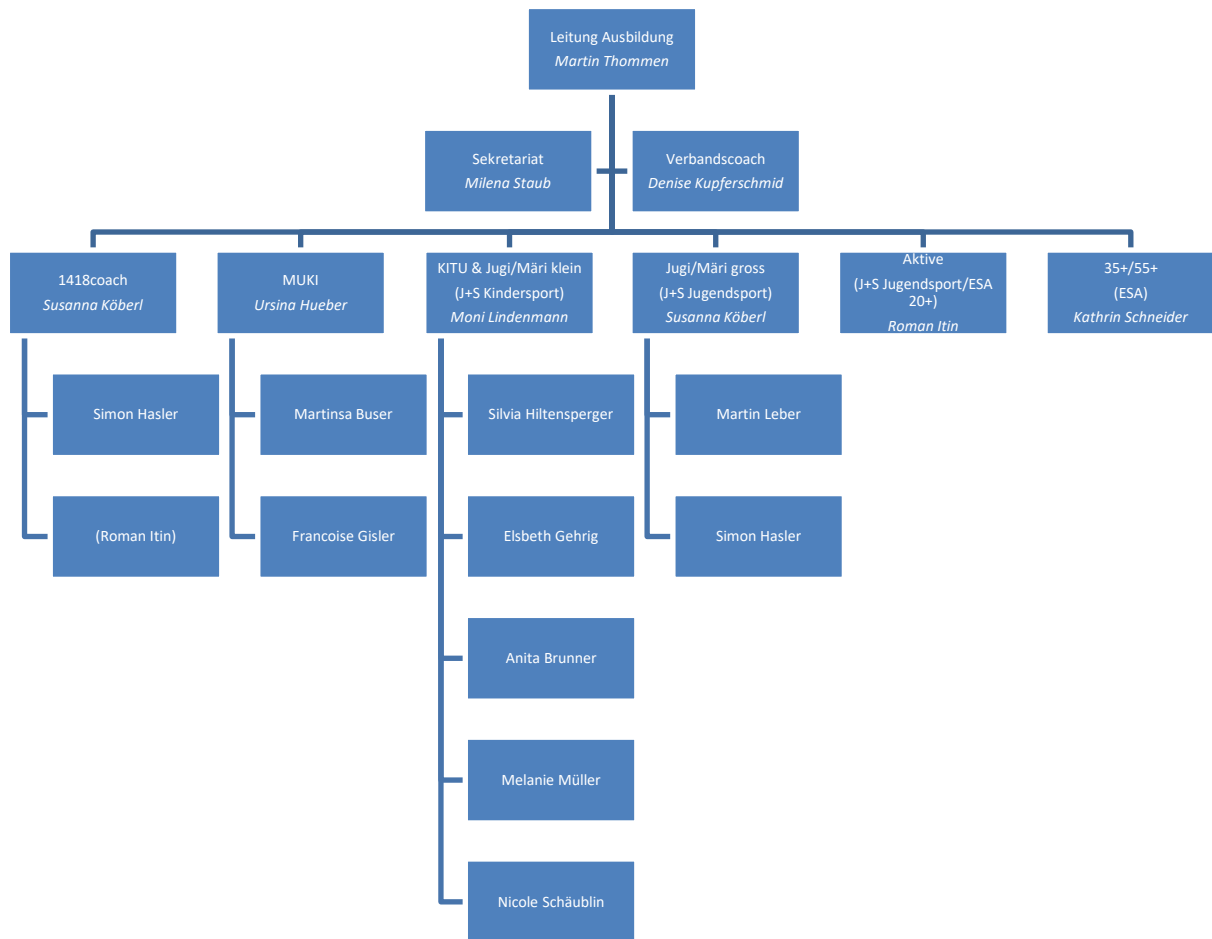 Leitung Ausbildung
Martin Thommen
Sekretariat
Milena Staub
Verbandscoach
Denise Kupferschmid
1418coach
Susanna Köberl
MUKI
Ursina Hueber
KITU & Jugi/Märi klein
(J+S Kindersport)
Moni Lindenmann
Jugi/Märi gross
(J+S Jugendsport)
Susanna Köberl
Aktive
(J+S Jugendsport/ESA
20+)
Roman Itin
35+/55+
(ESA)
Kathrin Schneider
Simon Hasler
(Roman Itin)
Martinsa Buser
Francoise Gisler
Silvia Hiltensperger
Elsbeth Gehrig
Anita Brunner
Melanie Müller
Nicole Schäublin
Martin Leber
Simon Hasler